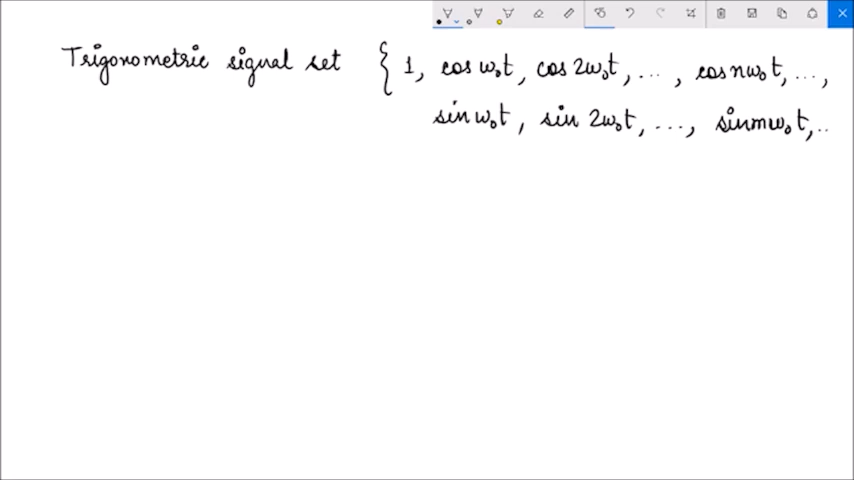 Trigonometric signal set { 1, cos ω₀t, cos 2ω₀t, ..., cos nω₀t, ...,
sin ω₀t, sin 2ω₀t, ..., sin mω₀t, ..